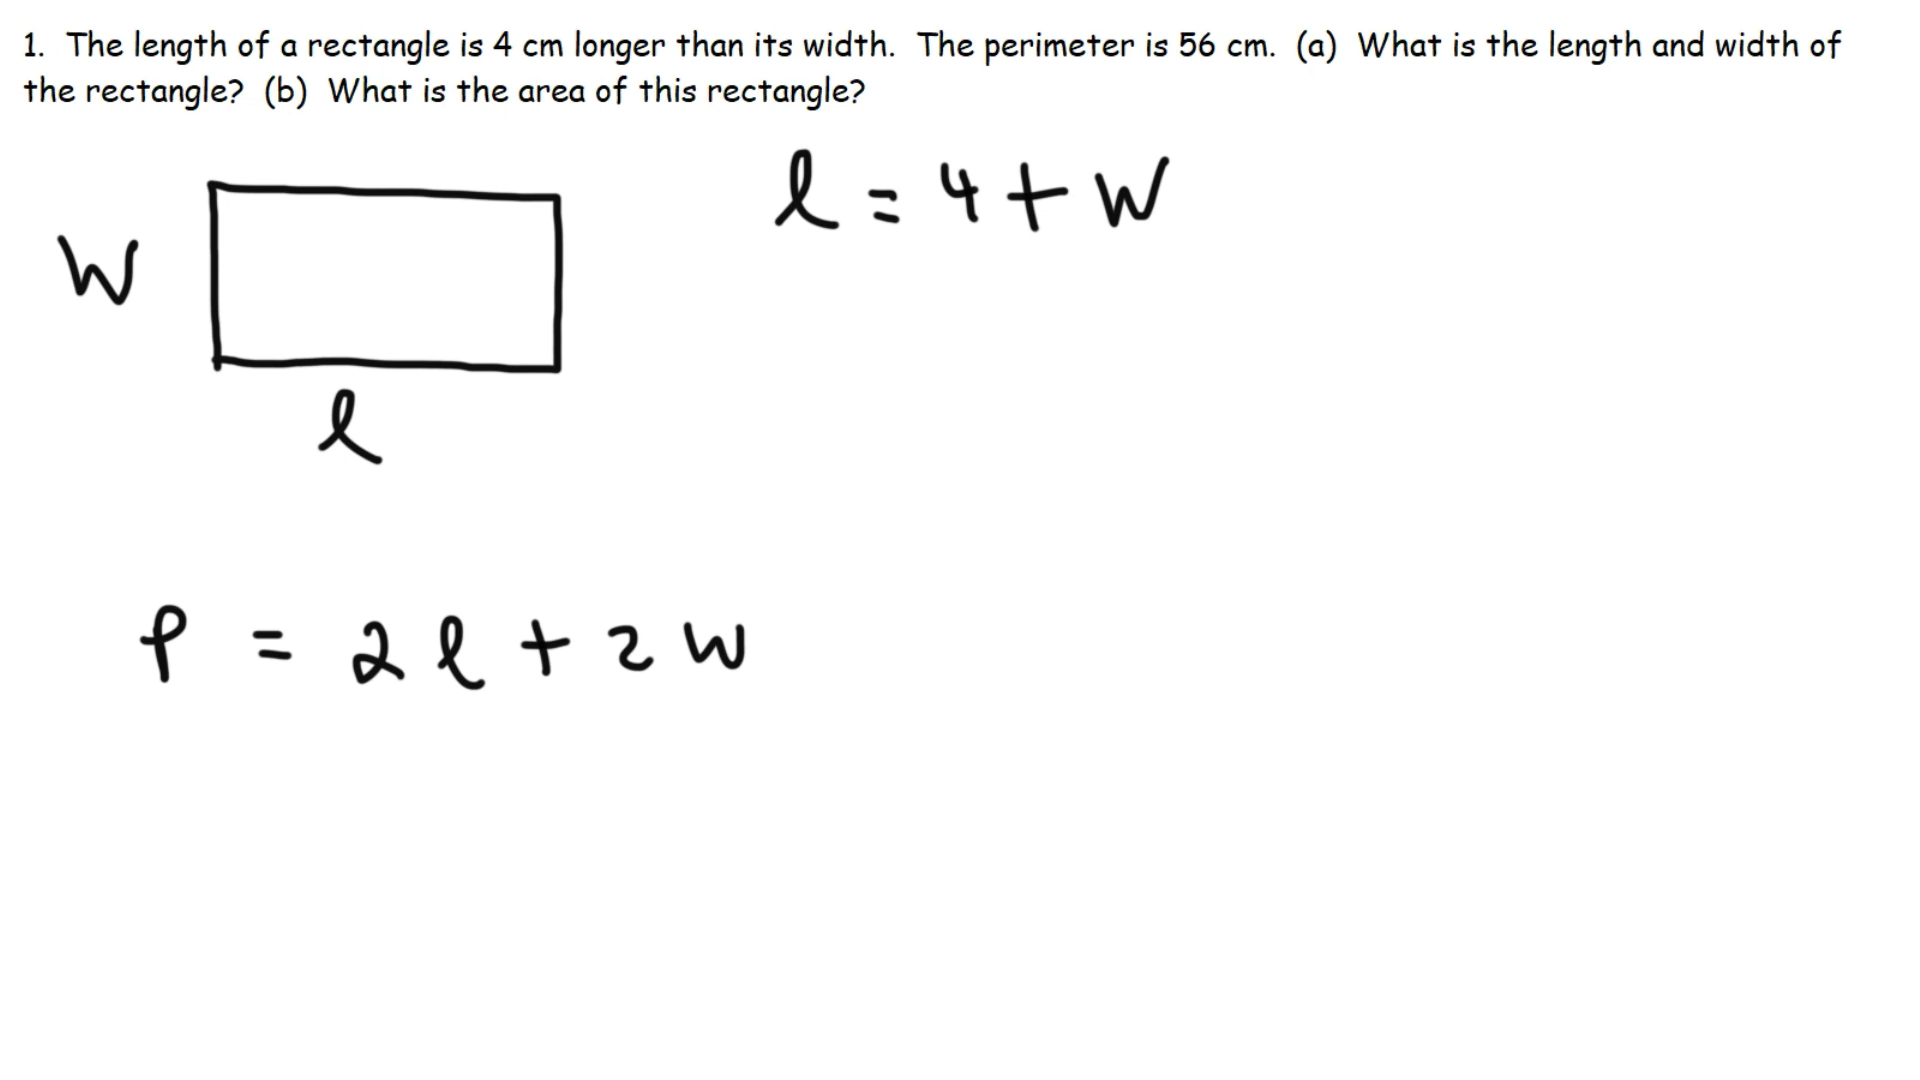 1. The length of a rectangle is 4 cm longer than its width. The perimeter is 56 cm. (a) What is the length and width of
the rectangle? (b) What is the area of this rectangle?
l = 4 + W
W
l
P = 2l + 2w